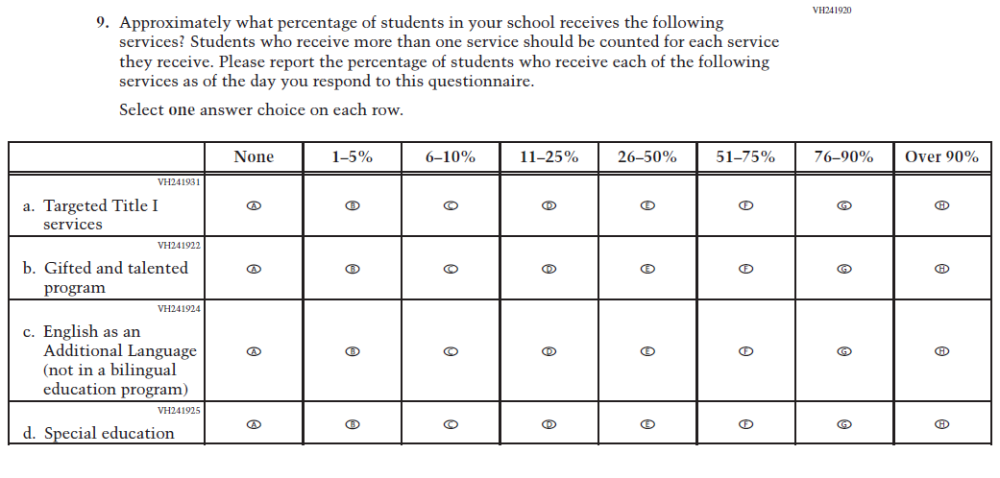 VH241920
9. Approximately what percentage of students in your school receives the following
services? Students who receive more than one service should be counted for each service
they receive. Please report the percentage of students who receive each of the following
services as of the day you respond to this questionnaire.
Select one answer choice on each row.
None 1–5% 6–10% 11–25% 26–50% 51–75% 76–90% Over 90%
VH241931
a. Targeted Title I
services
A B C D E F G H
VH241922
b. Gifted and talented
program
A B C D E F G H
VH241924
c. English as an
Additional Language
(not in a bilingual
education program)
A B C D E F G H
VH241925
d. Special education
A B C D E F G H